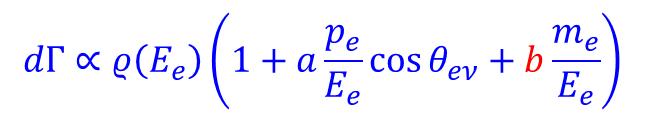 dΓ ∝ ϱ(E_e) (1 + a p_e/E_e cos θ_eν + b m_e/E_e)